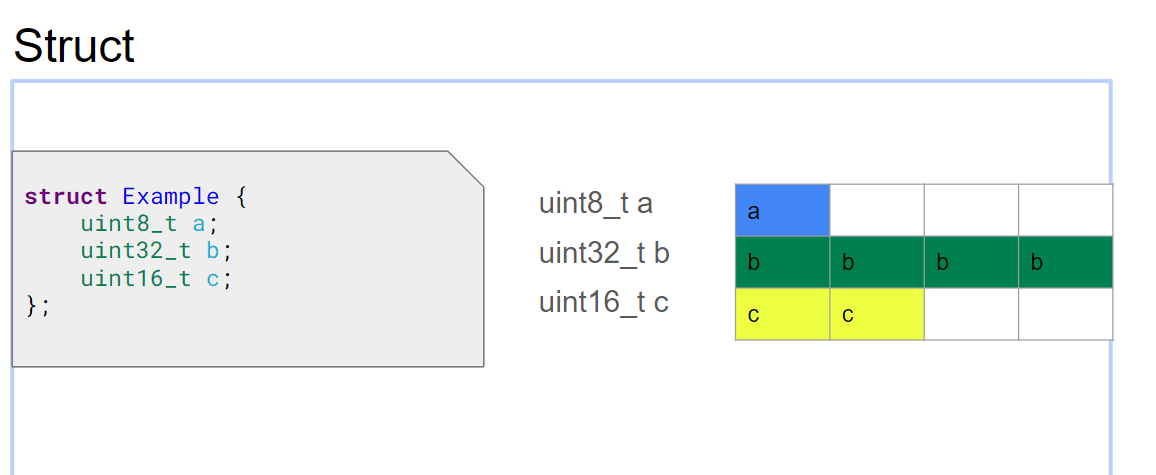 Struct
struct Example {
    uint8_t a;
    uint32_t b;
    uint16_t c;
};
uint8_t a
uint32_t b
uint16_t c
a
b b b b
c c